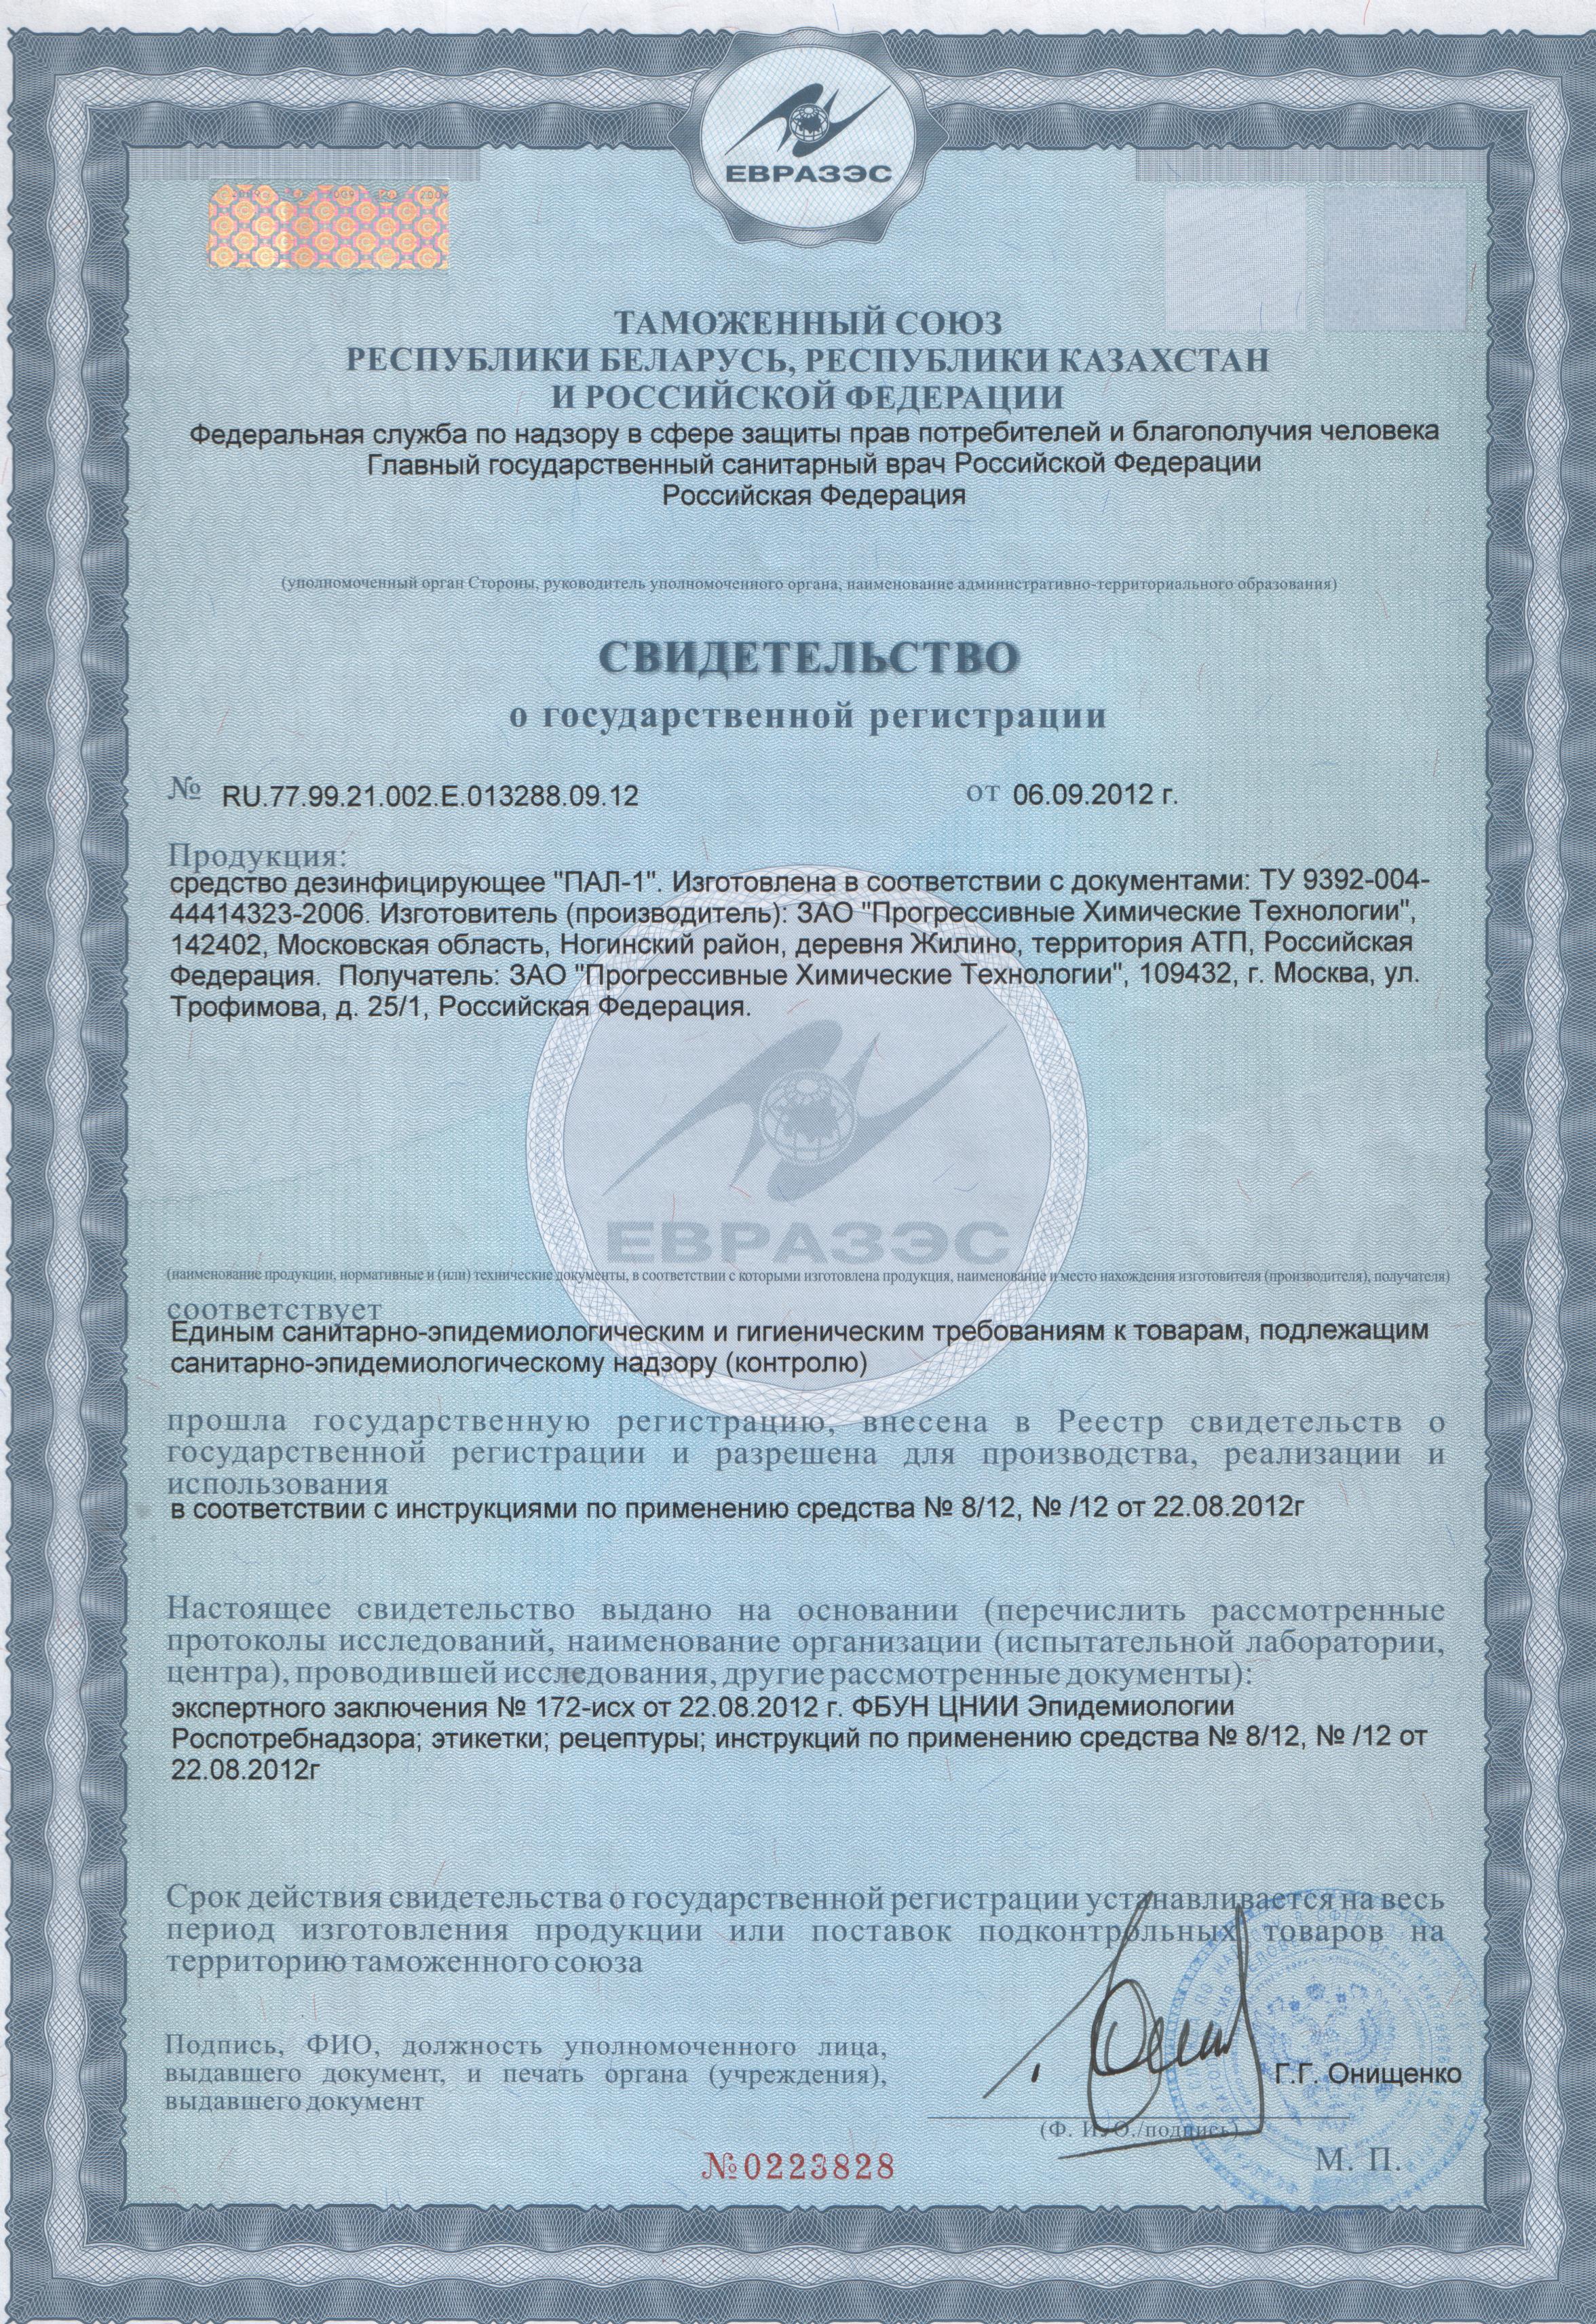 ЕВРАЗЭС
ТАМОЖЕННЫЙ СОЮЗ
РЕСПУБЛИКИ БЕЛАРУСЬ, РЕСПУБЛИКИ КАЗАХСТАН
И РОССИЙСКОЙ ФЕДЕРАЦИИ
Федеральная служба по надзору в сфере защиты прав потребителей и благополучия человека
Главный государственный санитарный врач Российской Федерации
Российская Федерация
(уполномоченный орган Стороны, руководитель уполномоченного органа, наименование административно-территориального образования)
СВИДЕТЕЛЬСТВО
о государственной регистрации
№ RU.77.99.21.002.Е.013288.09.12 от 06.09.2012 г.
Продукция:
средство дезинфицирующее "ПАЛ-1". Изготовлена в соответствии с документами: ТУ 9392-004-
44414323-2006. Изготовитель (производитель): ЗАО "Прогрессивные Химические Технологии",
142402, Московская область, Ногинский район, деревня Жилино, территория АТП, Российская
Федерация. Получатель: ЗАО "Прогрессивные Химические Технологии", 109432, г. Москва, ул.
Трофимова, д. 25/1, Российская Федерация.
ЕВРАЗЭС
(наименование продукции, нормативные и (или) технические документы, в соответствии с которыми изготовлена продукция, наименование и место нахождения изготовителя (производителя), получателя)
соответствует
Единым санитарно-эпидемиологическим и гигиеническим требованиям к товарам, подлежащим
санитарно-эпидемиологическому надзору (контролю)
прошла государственную регистрацию, внесена в Реестр свидетельств о
государственной регистрации и разрешена для производства, реализации и
использования
в соответствии с инструкциями по применению средства № 8/12, № /12 от 22.08.2012г
Настоящее свидетельство выдано на основании (перечислить рассмотренные
протоколы исследований, наименование организации (испытательной лаборатории,
центра), проводившей исследования, другие рассмотренные документы):
экспертного заключения № 172-исх от 22.08.2012 г. ФБУН ЦНИИ Эпидемиологии
Роспотребнадзора; этикетки; рецептуры; инструкций по применению средства № 8/12, № /12 от
22.08.2012г
Срок действия свидетельства о государственной регистрации устанавливается на весь
период изготовления продукции или поставок подконтрольных товаров на
территорию таможенного союза
Подпись, ФИО, должность уполномоченного лица,
выдавшего документ, и печать органа (учреждения),
выдавшего документ
Г.Г. Онищенко
(Ф. И. О./подпись)
М. П.
№0223828